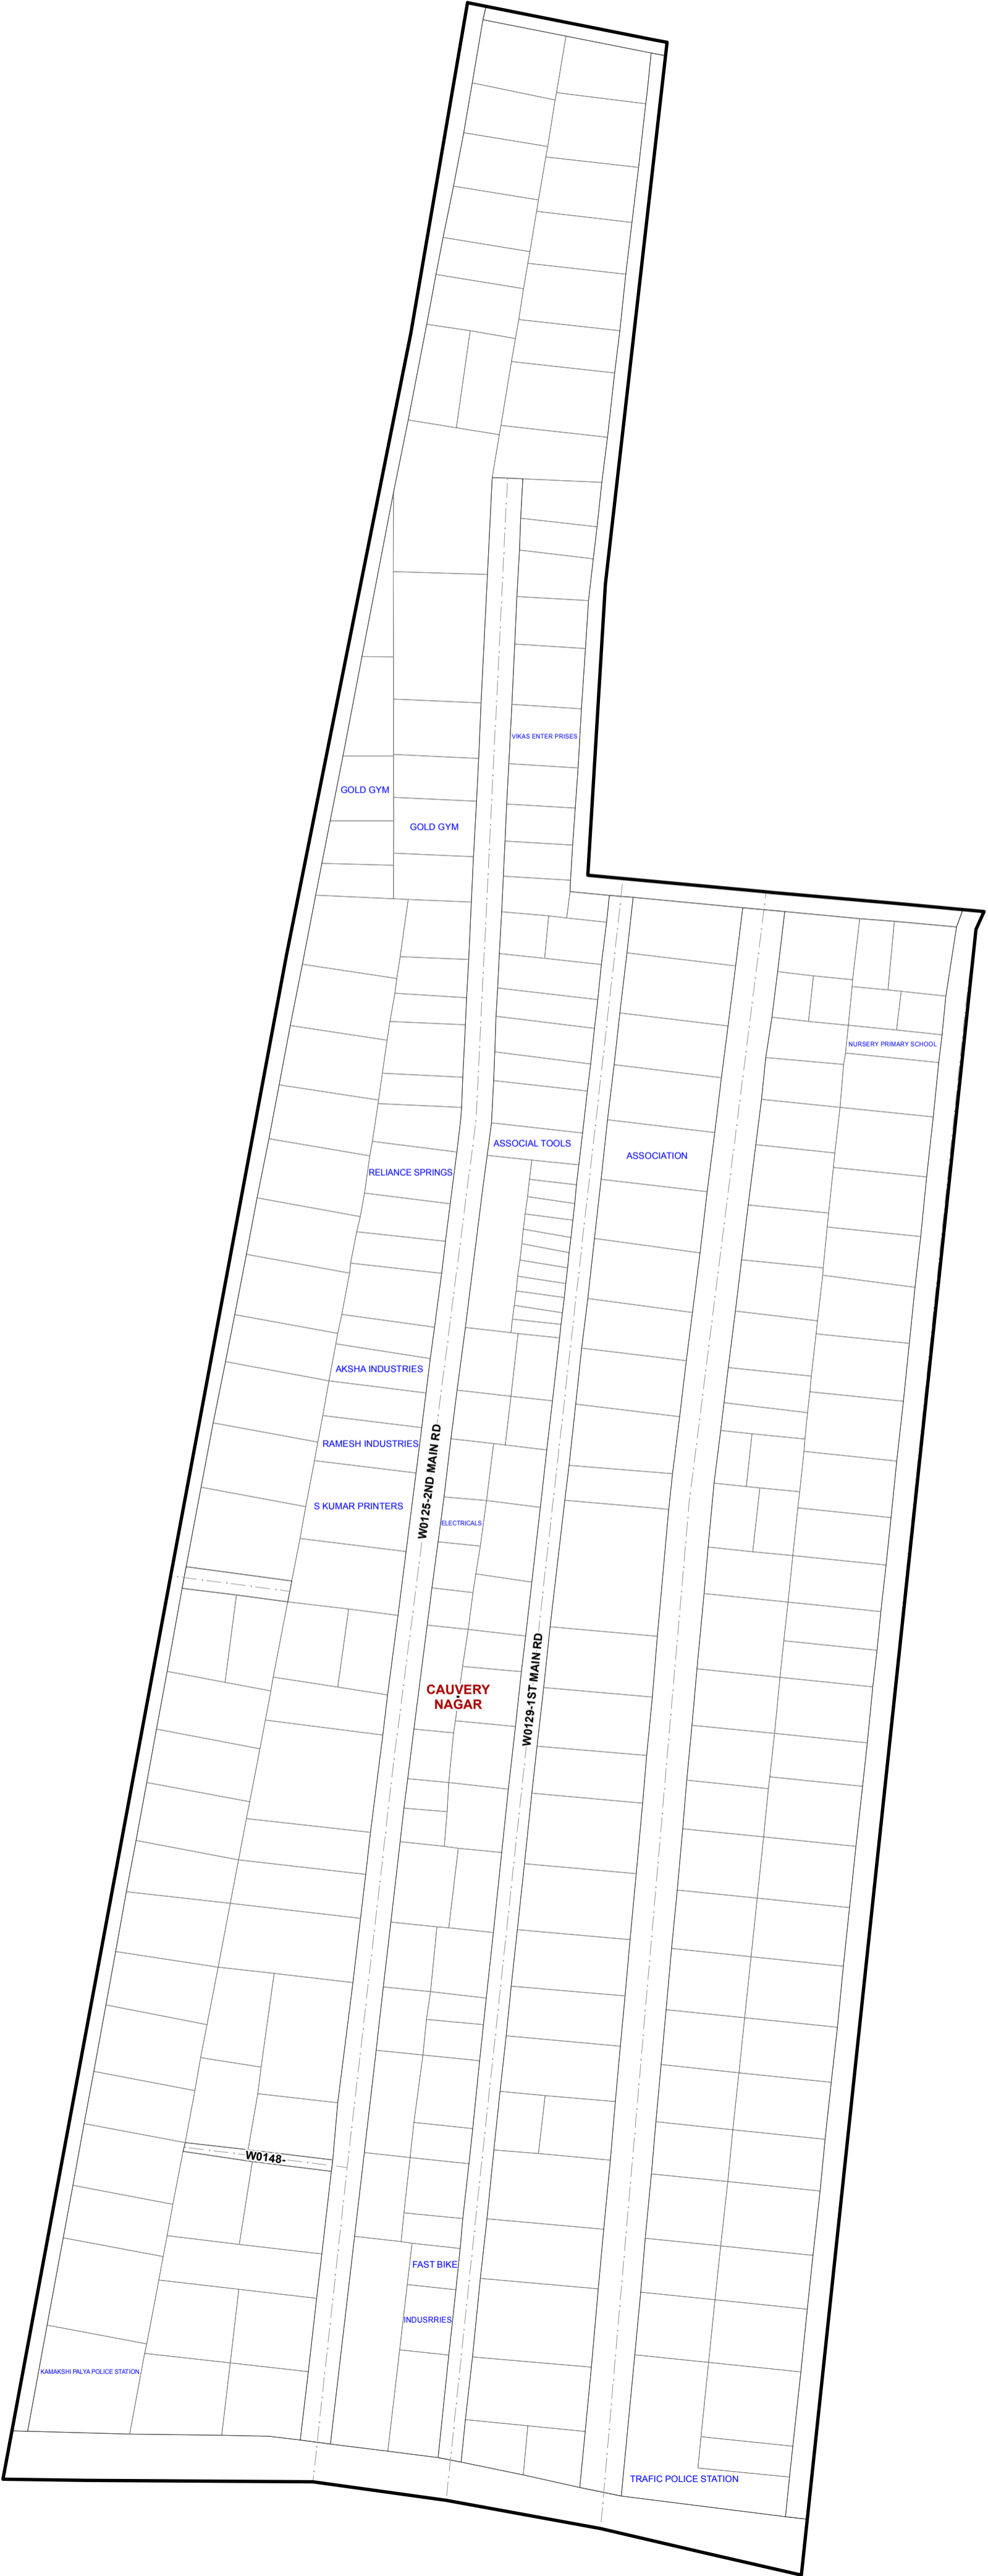 VIKAS ENTER PRISES
GOLD GYM
GOLD GYM
NURSERY PRIMARY SCHOOL
ASSOCIAL TOOLS
ASSOCIATION
RELIANCE SPRINGS
AKSHA INDUSTRIES
RAMESH INDUSTRIES
W0125-2ND MAIN RD
S KUMAR PRINTERS
ELECTRICALS
W0129-1ST MAIN RD
CAUVERY
NAGAR
W0148-
FAST BIKE
INDUSRRIES
KAMAKSHI PALYA POLICE STATION
TRAFIC POLICE STATION